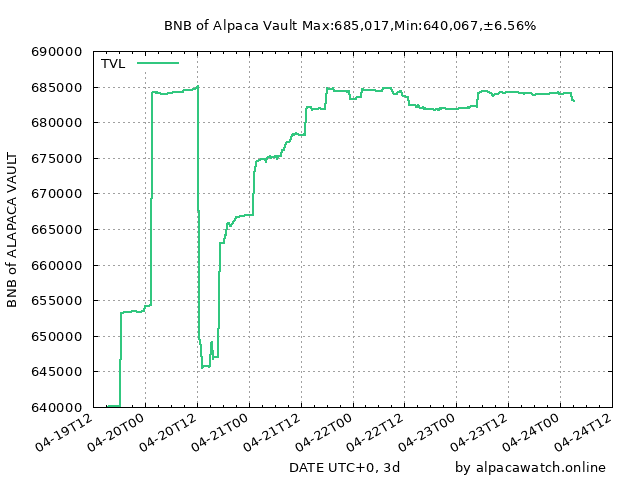 BNB of Alpaca Vault Max:685,017,Min:640,067,±6.56%
TVL
BNB of ALAPACA VAULT
690000
685000
680000
675000
670000
665000
660000
655000
650000
645000
640000
04-19T12
04-20T00
04-20T12
04-21T00
04-21T12
04-22T00
04-22T12
04-23T00
04-23T12
04-24T00
04-24T12
DATE UTC+0, 3d
by alpacawatch.online